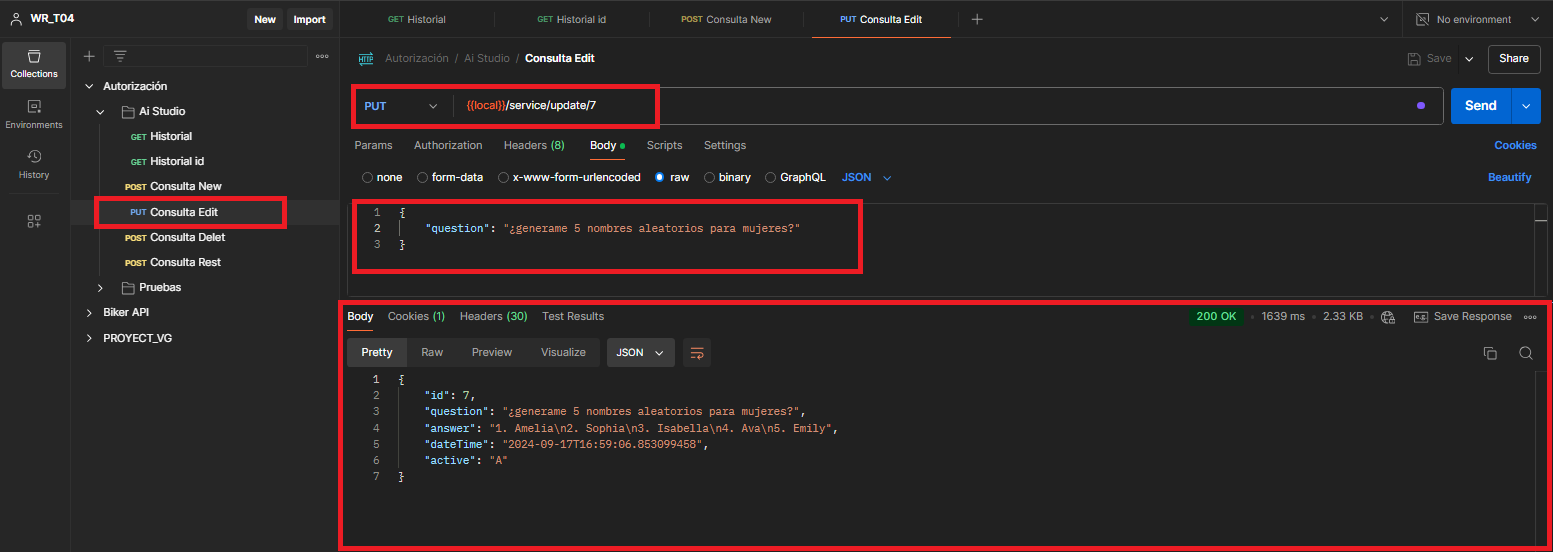 WR_T04
New
Import
GET Historial
GET Historial id
POST Consulta New
PUT Consulta Edit
No environment
Collections
Environments
History
Autorización
Ai Studio
GET Historial
GET Historial id
POST Consulta New
PUT Consulta Edit
POST Consulta Delet
POST Consulta Rest
Pruebas
Biker API
PROYECT_VG
HTTP
Autorización / Ai Studio / Consulta Edit
Save
Share
PUT
{{local}}/service/update/7
Send
Params
Authorization
Headers (8)
Body
Scripts
Settings
Cookies
none
form-data
x-www-form-urlencoded
raw
binary
GraphQL
JSON
Beautify
1 {
2 "question": "¿generame 5 nombres aleatorios para mujeres?"
3 }
Body
Cookies (1)
Headers (30)
Test Results
200 OK
1639 ms
2.33 KB
e.g.
Save Response
Pretty
Raw
Preview
Visualize
JSON
1 {
2 "id": 7,
3 "question": "¿generame 5 nombres aleatorios para mujeres?",
4 "answer": "1. Amelia\n2. Sophia\n3. Isabella\n4. Ava\n5. Emily",
5 "dateTime": "2024-09-17T16:59:06.853099458",
6 "active": "A"
7 }